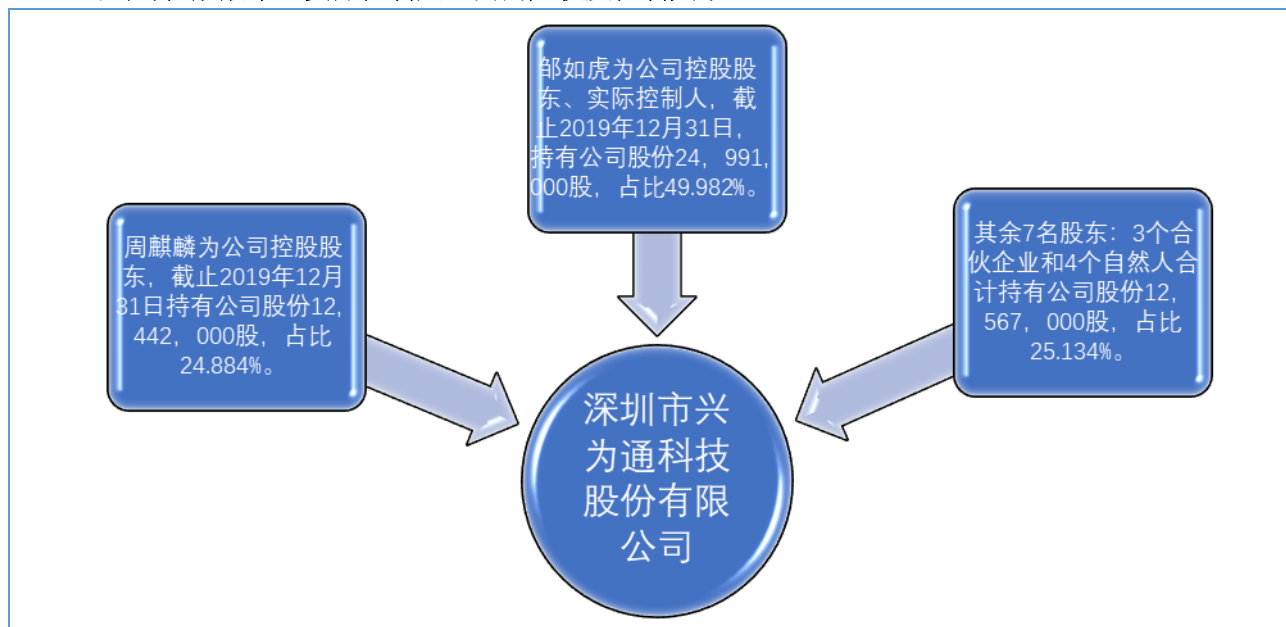 邹如虎为公司控股股
东、实际控制人，截
止2019年12月31日，
持有公司股份24，991，
000股，占比49.982%。
周麒麟为公司控股股
东，截止2019年12月
31日持有公司股份12，
442，000股，占比
24.884%。
其余7名股东：3个合
伙企业和4个自然人合
计持有公司股份12，
567，000股，占比
25.134%。
深圳市兴
为通科技
股份有限
公司